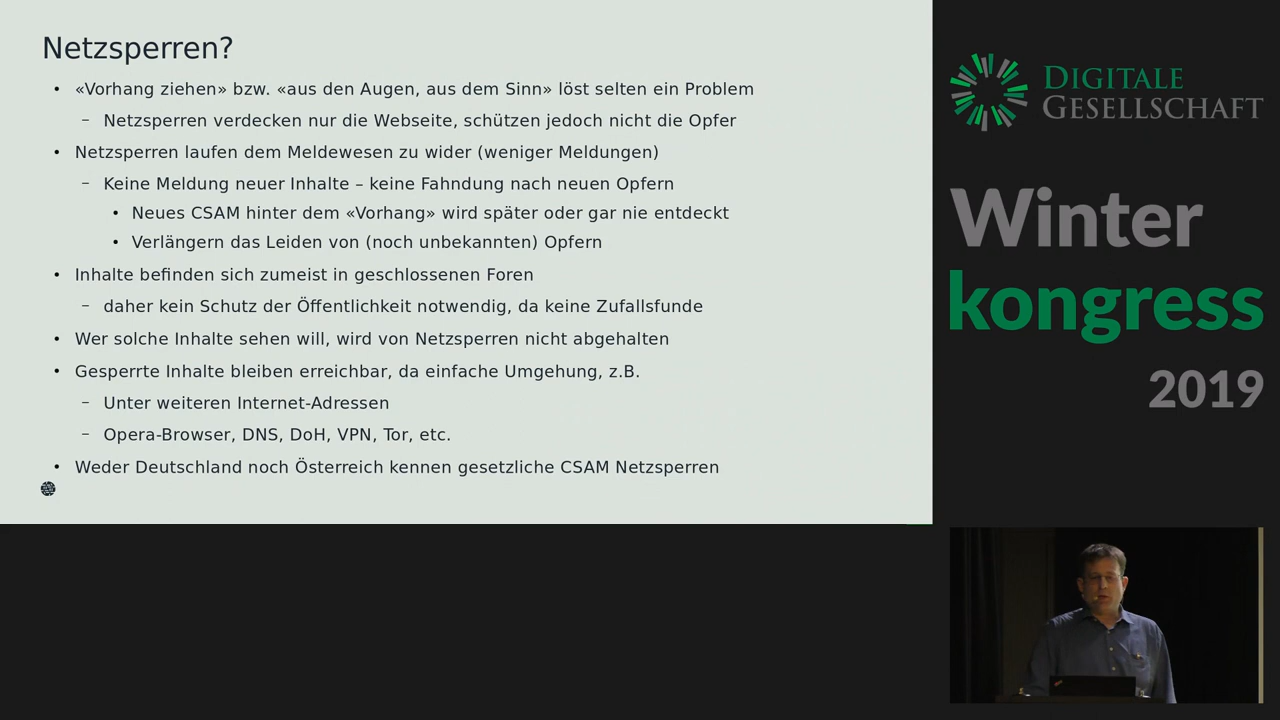 Netzsperren?
• «Vorhang ziehen» bzw. «aus den Augen, aus dem Sinn» löst selten ein Problem
– Netzsperren verdecken nur die Webseite, schützen jedoch nicht die Opfer
• Netzsperren laufen dem Meldewesen zu wider (weniger Meldungen)
– Keine Meldung neuer Inhalte – keine Fahndung nach neuen Opfern
• Neues CSAM hinter dem «Vorhang» wird später oder gar nie entdeckt
• Verlängern das Leiden von (noch unbekannten) Opfern
• Inhalte befinden sich zumeist in geschlossenen Foren
– daher kein Schutz der Öffentlichkeit notwendig, da keine Zufallsfunde
• Wer solche Inhalte sehen will, wird von Netzsperren nicht abgehalten
• Gesperrte Inhalte bleiben erreichbar, da einfache Umgehung, z.B.
– Unter weiteren Internet-Adressen
– Opera-Browser, DNS, DoH, VPN, Tor, etc.
• Weder Deutschland noch Österreich kennen gesetzliche CSAM Netzsperren
DIGITALE
GESELLSCHAFT
Winter
kongress
2019